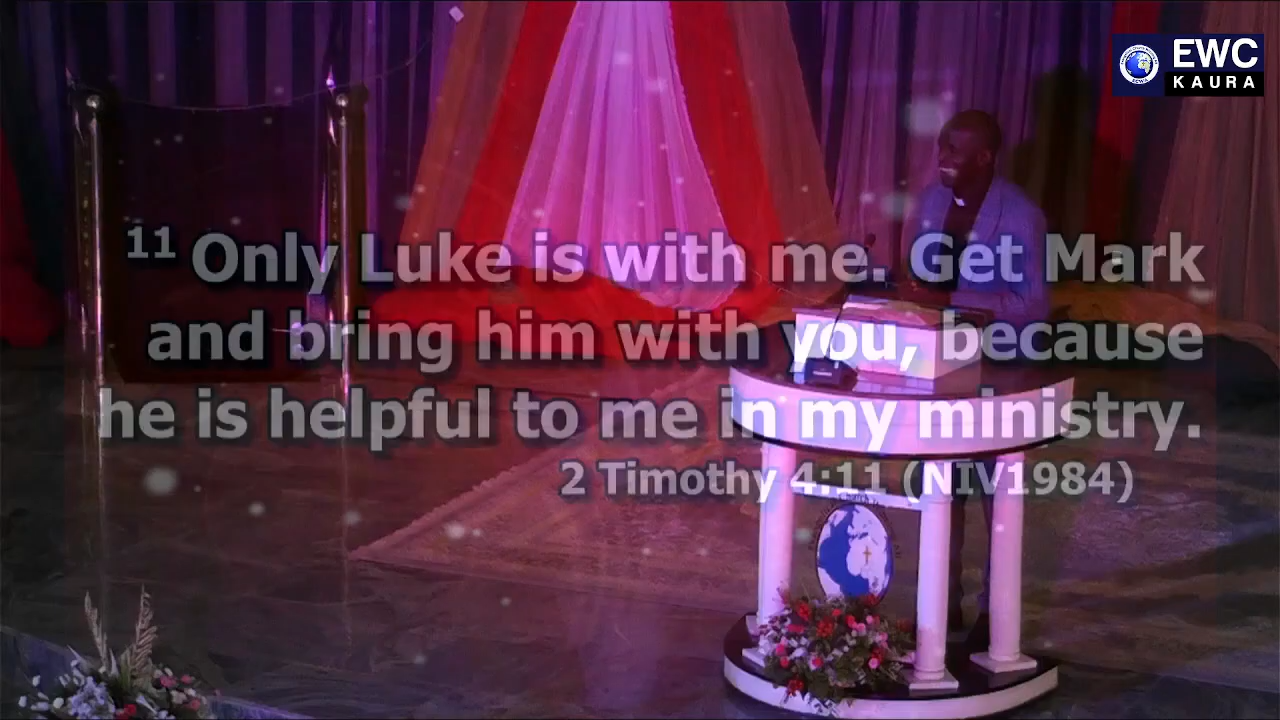 EWC
KAURA
11 Only Luke is with me. Get Mark
and bring him with you, because
he is helpful to me in my ministry.
2 Timothy 4:11 (NIV1984)